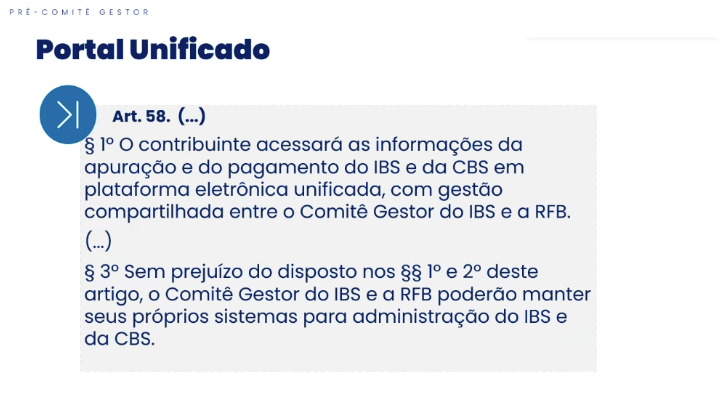 PRÉ-COMITÊ GESTOR
Portal Unificado
Art. 58. (...)
§ 1º O contribuinte acessará as informações da
apuração e do pagamento do IBS e da CBS em
plataforma eletrônica unificada, com gestão
compartilhada entre o Comitê Gestor do IBS e a RFB.
(...)
§ 3º Sem prejuízo do disposto nos §§ 1º e 2º deste
artigo, o Comitê Gestor do IBS e a RFB poderão manter
seus próprios sistemas para administração do IBS e
da CBS.